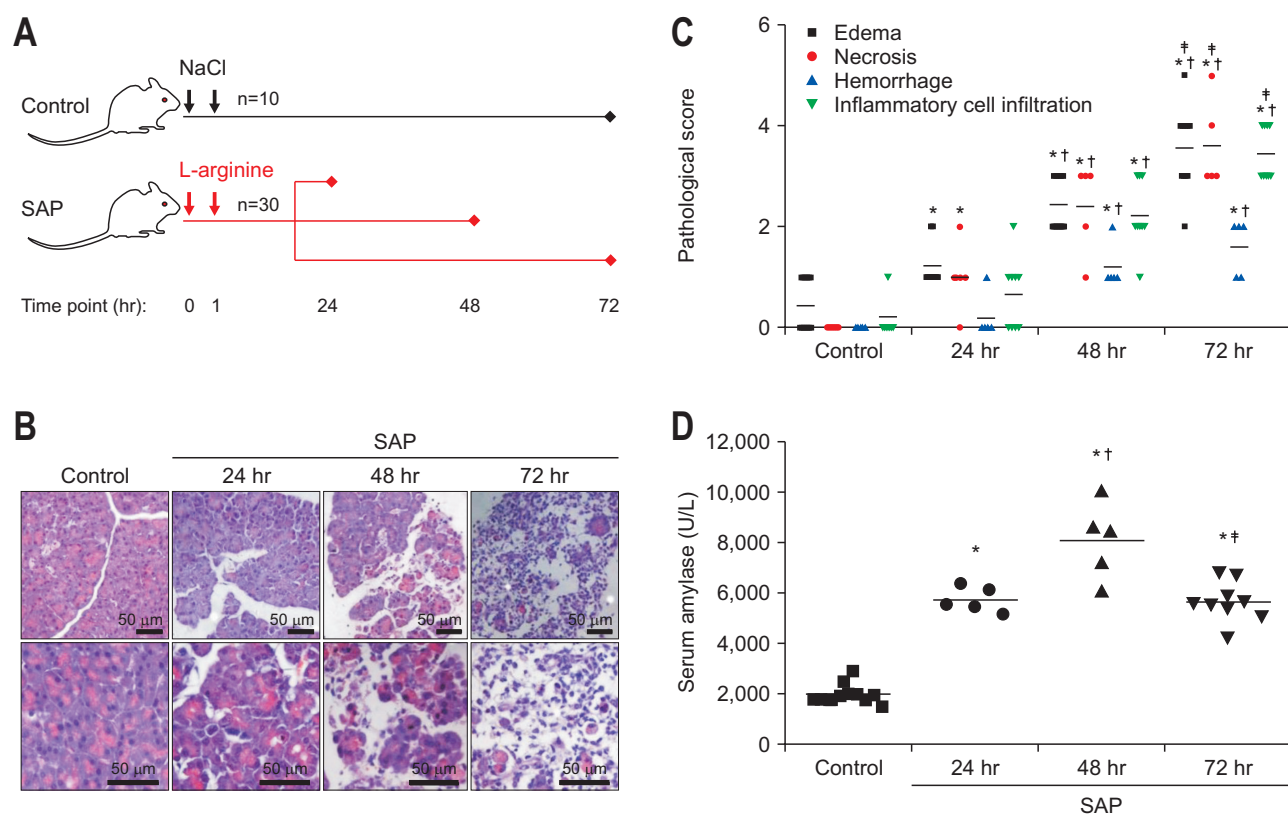 A
NaCl
Control
n=10
L-arginine
SAP
n=30
Time point (hr): 0 1 24 48 72
B
SAP
Control 24 hr 48 hr 72 hr
50 μm 50 μm 50 μm 50 μm
50 μm 50 μm 50 μm 50 μm
C
Pathological score
6
4
2
0
Edema
Necrosis
Hemorrhage
Inflammatory cell infiltration
* *
*† *† *† *†
ǂ ǂ ǂ
*† *† *† *†
Control 24 hr 48 hr 72 hr
D
Serum amylase (U/L)
12,000
10,000
8,000
6,000
4,000
2,000
0
*
*†
*ǂ
Control 24 hr 48 hr 72 hr
SAP